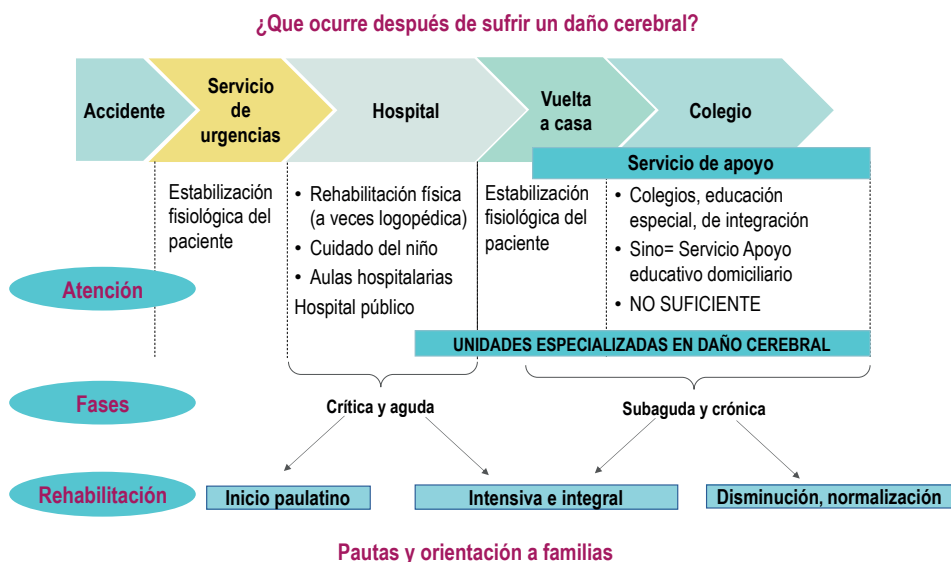 ¿Que ocurre después de sufrir un daño cerebral?
Accidente
Servicio
de
urgencias
Hospital
Vuelta
a casa
Colegio
Servicio de apoyo
Estabilización
fisiológica del
paciente
• Rehabilitación física
(a veces logopédica)
• Cuidado del niño
• Aulas hospitalarias
Hospital público
Estabilización
fisiológica del
paciente
• Colegios, educación
especial, de integración
• Sino= Servicio Apoyo
educativo domiciliario
• NO SUFICIENTE
Atención
UNIDADES ESPECIALIZADAS EN DAÑO CEREBRAL
Fases
Crítica y aguda
Subaguda y crónica
Rehabilitación
Inicio paulatino
Intensiva e integral
Disminución, normalización
Pautas y orientación a familias